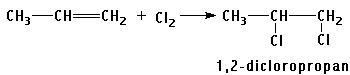 CH₃—CH=CH₂ + Cl₂ → CH₃—CH—CH₂
Cl Cl
1,2-dicloropropan